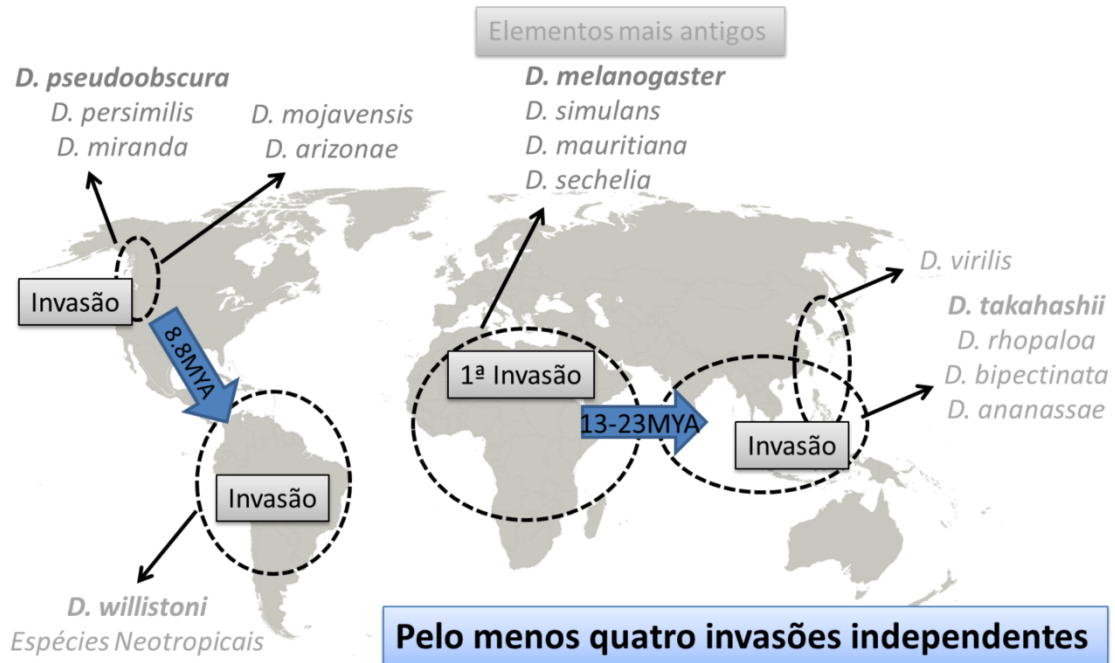 Elementos mais antigos
D. pseudoobscura
D. persimilis
D. miranda
D. mojavensis
D. arizonae
D. melanogaster
D. simulans
D. mauritiana
D. sechelia
D. virilis
D. takahashii
D. rhopaloa
D. bipectinata
D. ananassae
Invasão
8.8MYA
1ª Invasão
13-23MYA
Invasão
Invasão
D. willistoni
Espécies Neotropicais
Pelo menos quatro invasões independentes